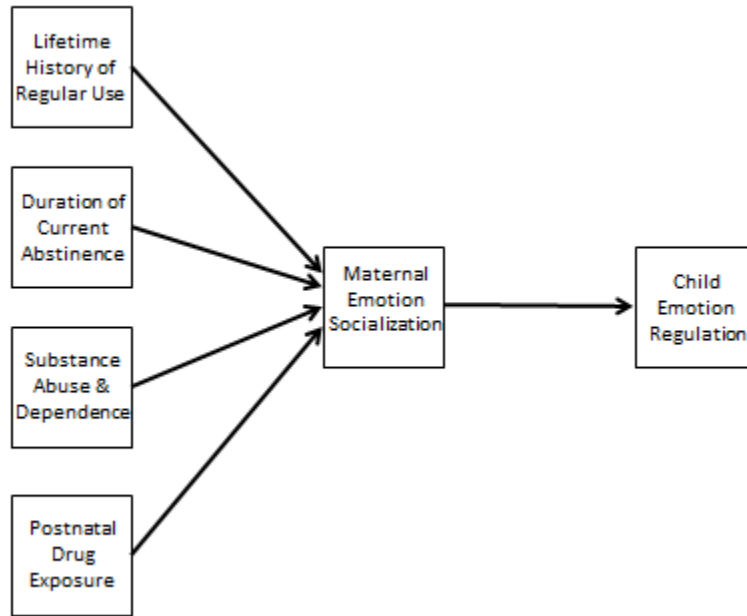 Lifetime
History of
Regular Use
Duration of
Current
Abstinence
Substance
Abuse &
Dependence
Postnatal
Drug
Exposure
Maternal
Emotion
Socialization
Child
Emotion
Regulation